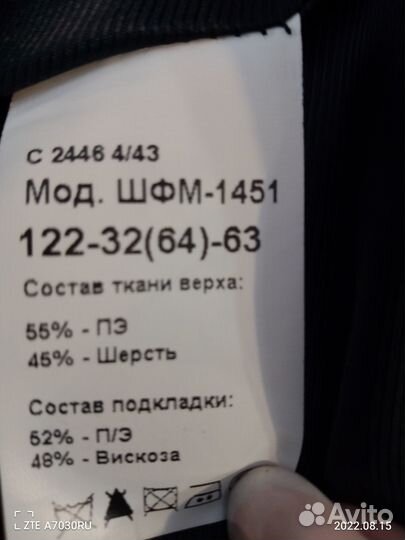 С 2446 4/43
Мод. ШФМ-1451
122-32(64)-63
Состав ткани верха:
55% - ПЭ
45% - Шерсть
Состав подкладки:
52% - П/Э
48% - Вискоза
ZTE A7030RU
Avito
2022.08.15